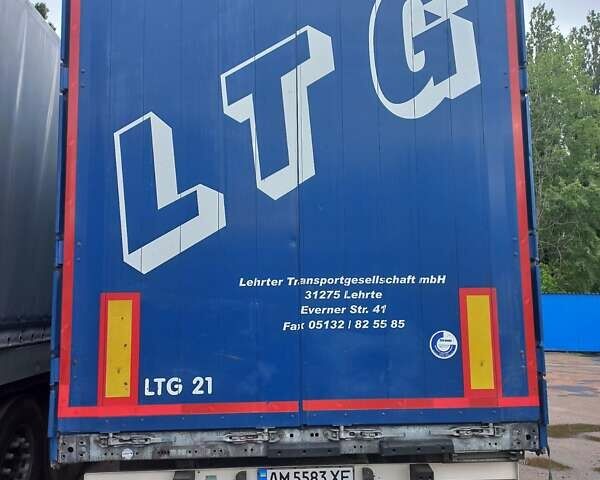 LTG
Lehrter Transportgesellschaft mbH
31275 Lehrte
Everner Str. 41
Fax 05132 / 82 55 85
LTG 21
AM 5583 XE